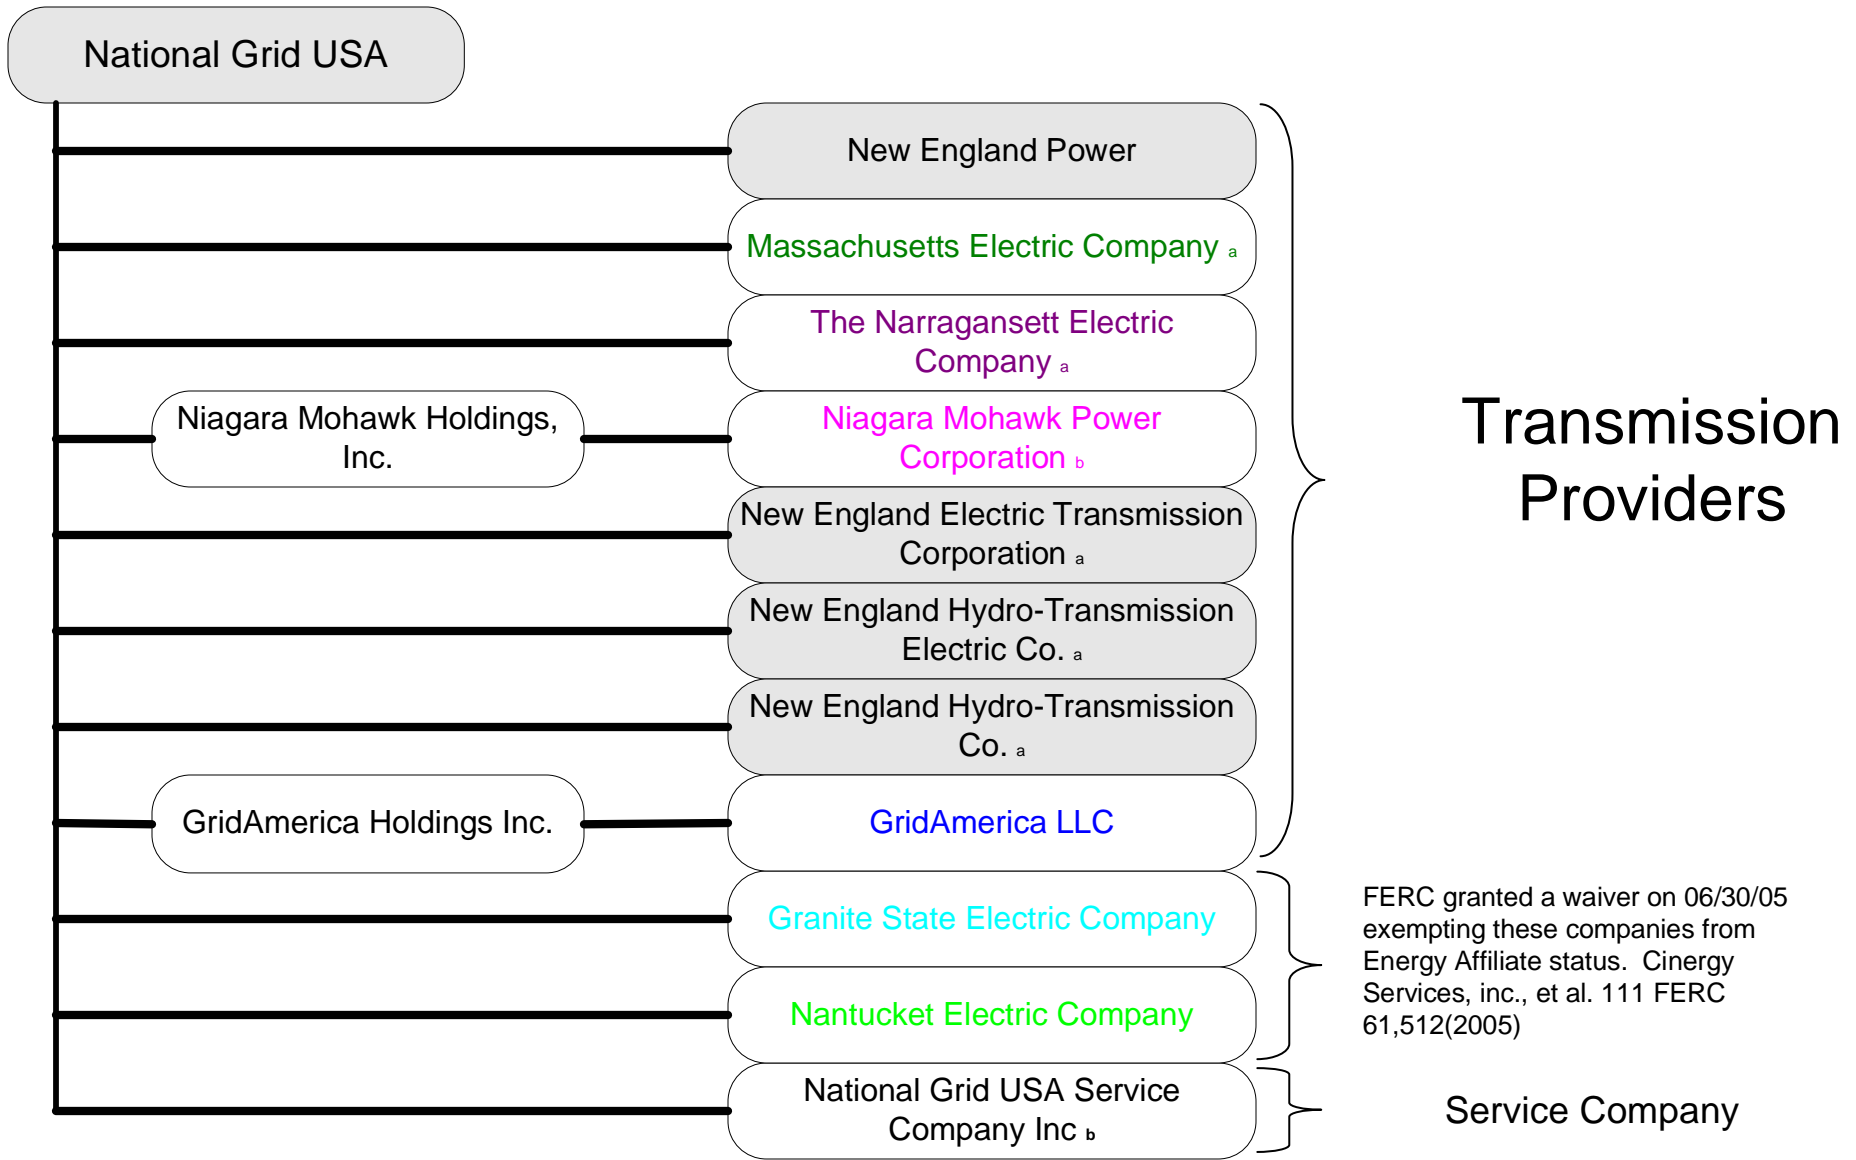 National Grid USA
New England Power
Massachusetts Electric Company a
The Narragansett Electric
Company a
Niagara Mohawk Holdings,
Inc.
Niagara Mohawk Power
Corporation b
New England Electric Transmission
Corporation a
New England Hydro-Transmission
Electric Co. a
New England Hydro-Transmission
Co. a
GridAmerica Holdings Inc.
GridAmerica LLC
Granite State Electric Company
Nantucket Electric Company
National Grid USA Service
Company Inc b
Transmission
Providers
FERC granted a waiver on 06/30/05
exempting these companies from
Energy Affiliate status.  Cinergy
Services, inc., et al. 111 FERC
61,512(2005)
Service Company